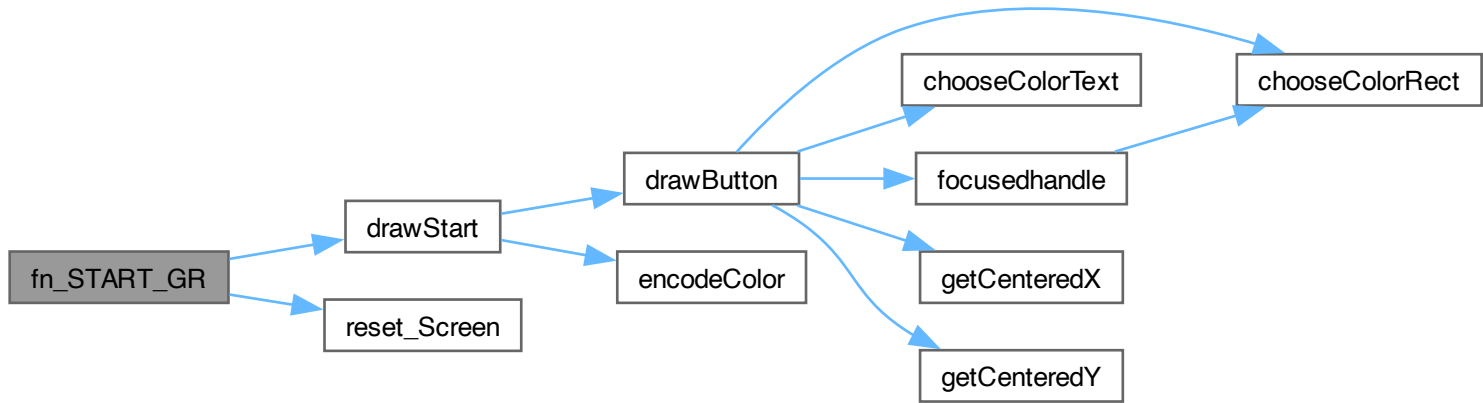 fn_START_GR
drawStart
reset_Screen
drawButton
encodeColor
chooseColorText
focusedhandle
getCenteredX
getCenteredY
chooseColorRect